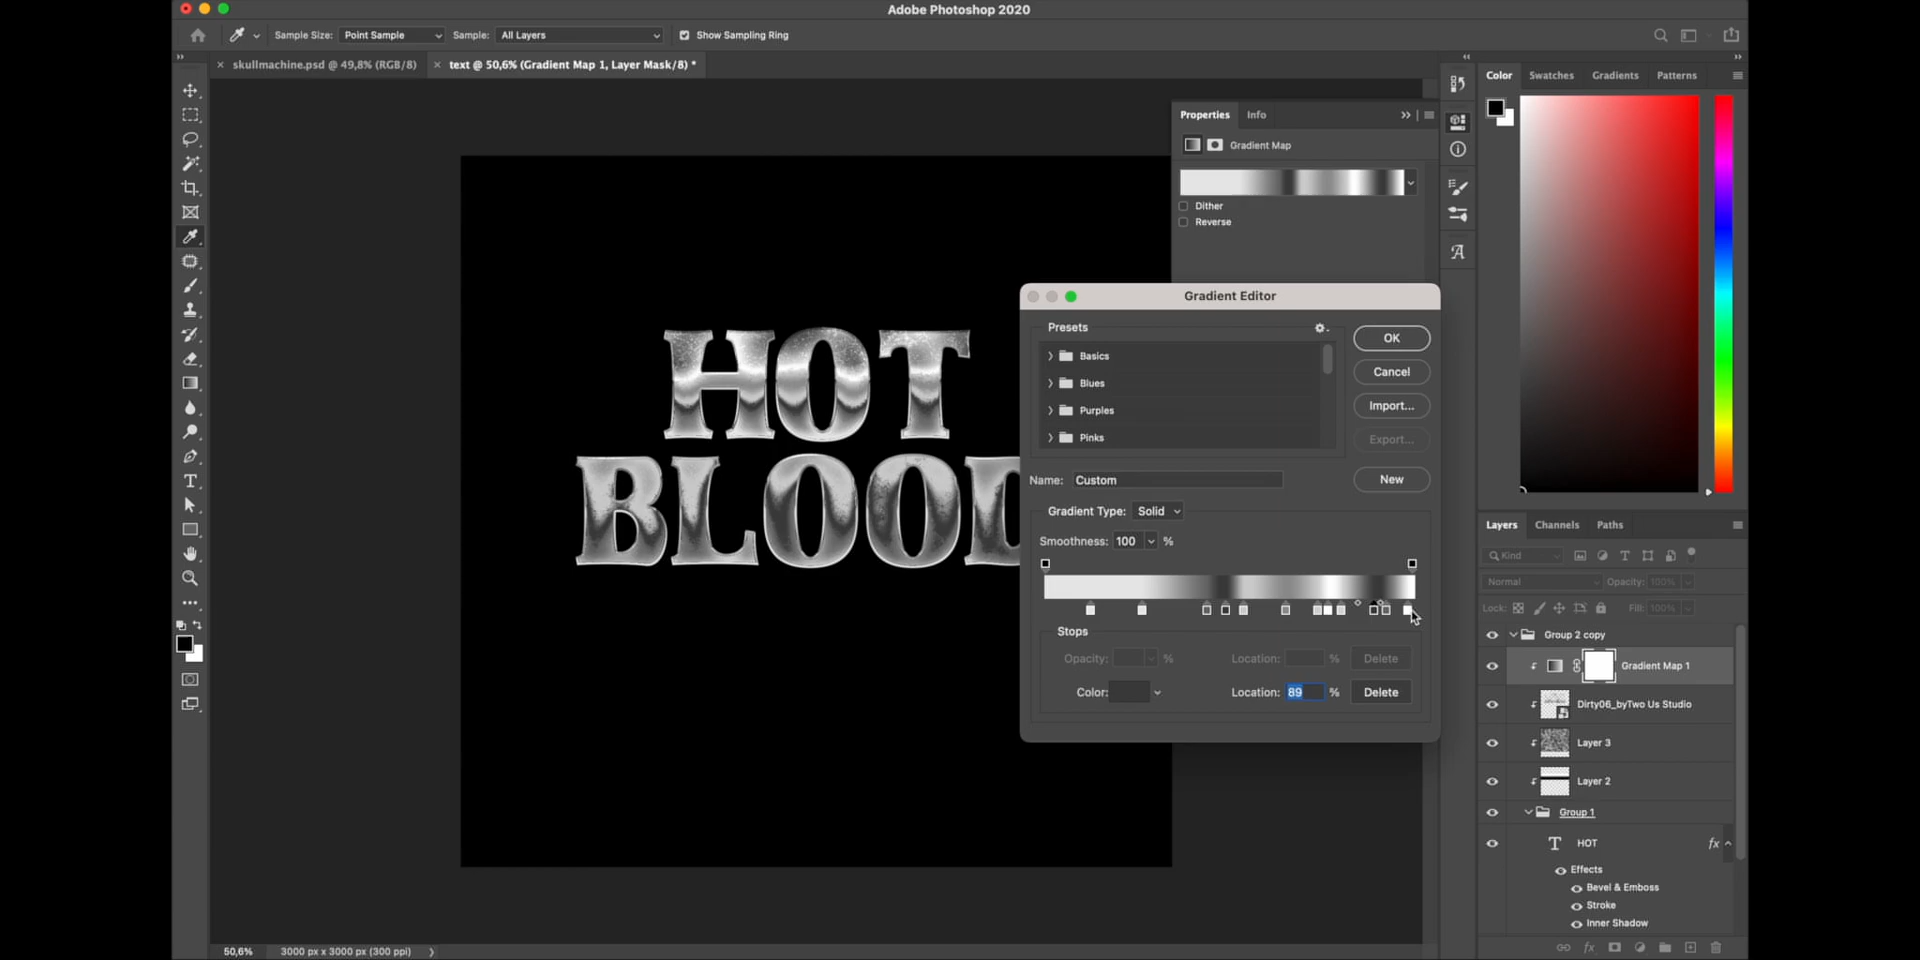 Adobe Photoshop 2020
Sample Size: Point Sample Sample: All Layers Show Sampling Ring
skullmachine.psd @ 49,8% (RGB/8) text @ 50,6% (Gradient Map 1, Layer Mask/8) *
Color Swatches Gradients Patterns
Properties Info
Gradient Map
Dither
Reverse
HOT
BLOOD
Gradient Editor
Presets
Basics
Blues
Purples
Pinks
OK
Cancel
Import...
Export...
Name: Custom
New
Gradient Type: Solid
Smoothness: 100 %
Stops
Opacity: % Location: % Delete
Color: Location: 89 % Delete
Layers Channels Paths
Kind
Normal Opacity: 100%
Lock: Fill: 100%
Group 2 copy
Gradient Map 1
Dirty06_byTwo Us Studio
Layer 3
Layer 2
Group 1
T HOT fx
Effects
Bevel & Emboss
Stroke
Inner Shadow
50,6% 3000 px x 3000 px (300 ppi)
fx